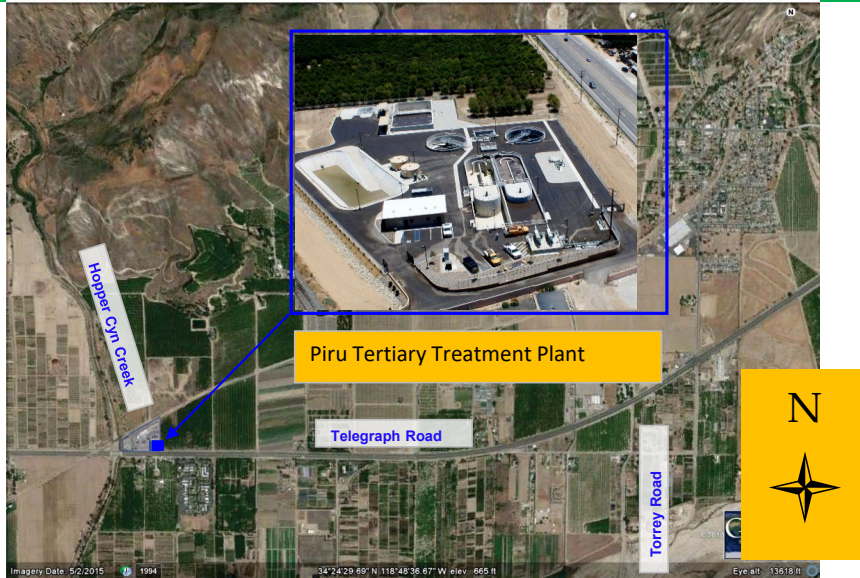 N
Hopper Cyn Creek
Piru Tertiary Treatment Plant
Telegraph Road
Torrey Road
N
Imagery Date: 5/2/2015
1994
34°24'29.69" N 118°48'36.67" W elev 665 ft
Eye alt 13618 ft